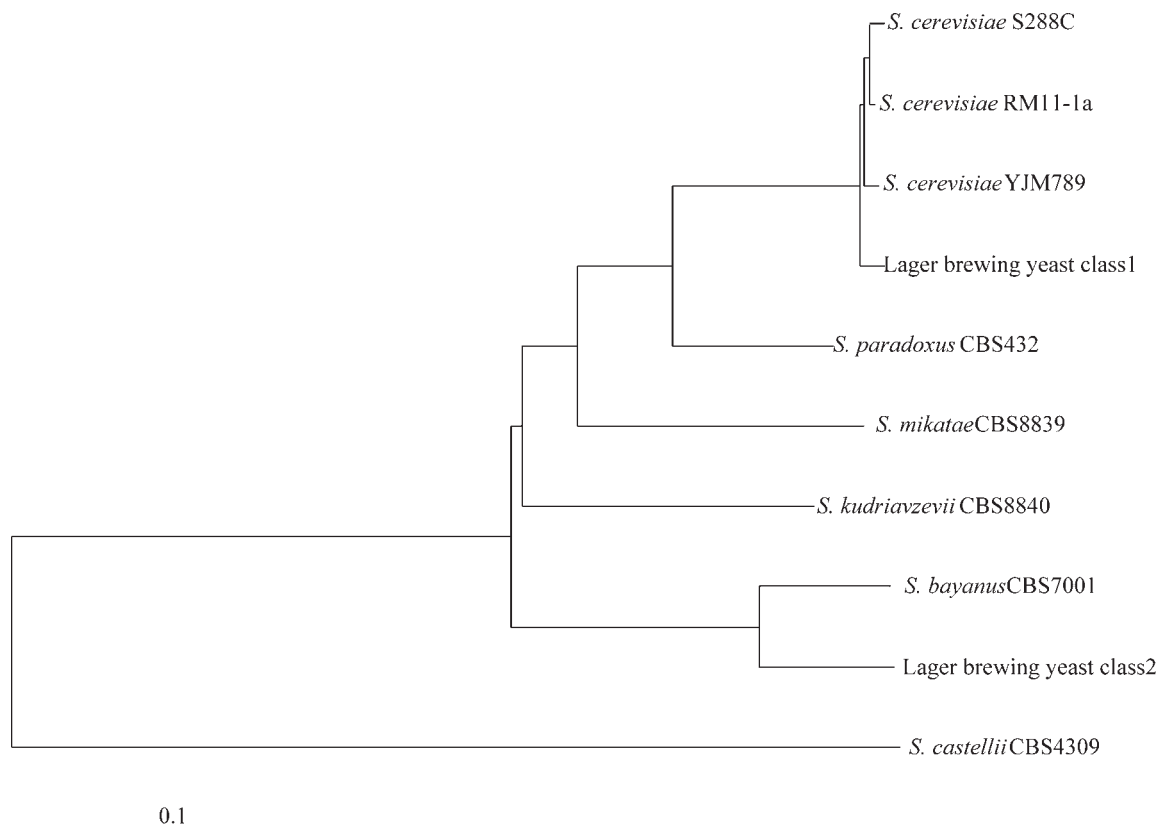 S. cerevisiae S288C
S. cerevisiae RM11-1a
S. cerevisiae YJM789
Lager brewing yeast class1
S. paradoxus CBS432
S. mikatae CBS8839
S. kudriavzevii CBS8840
S. bayanus CBS7001
Lager brewing yeast class2
S. castellii CBS4309
0.1